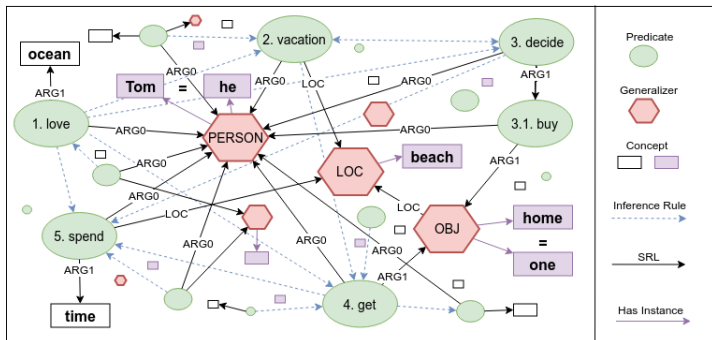 ocean
ARG1
1. love
2. vacation
3. decide
ARG0
ARG0
LOC
ARG0
ARG1
Tom = he
ARG0
PERSON
ARG0
3.1. buy
ARG0
LOC
beach
ARG1
ARG0
LOC
LOC
OBJ
home
=
one
5. spend
ARG0
ARG0
ARG0
ARG1
ARG1
time
4. get
Predicate
Generalizer
Concept
Inference Rule
SRL
Has Instance